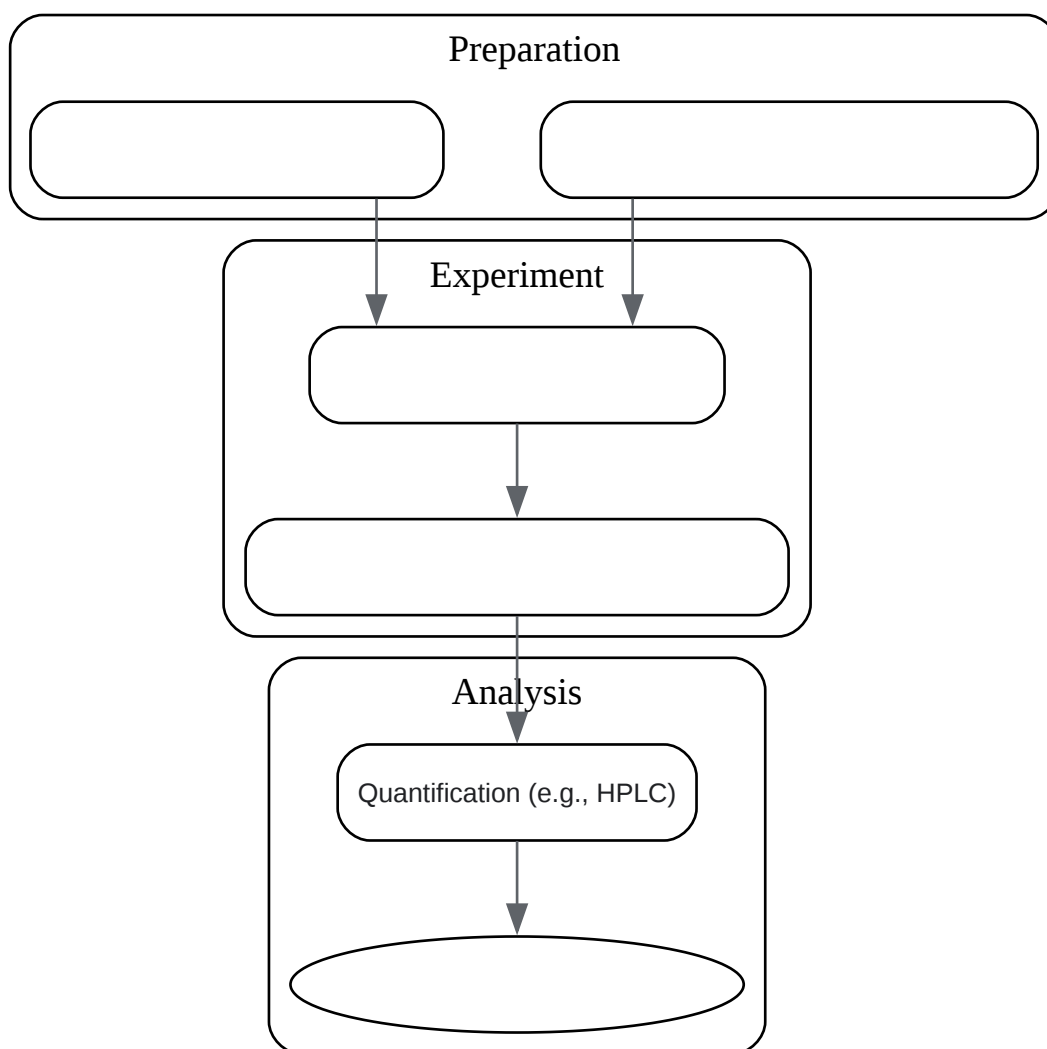 Preparation
Experiment
Analysis
Quantification (e.g., HPLC)